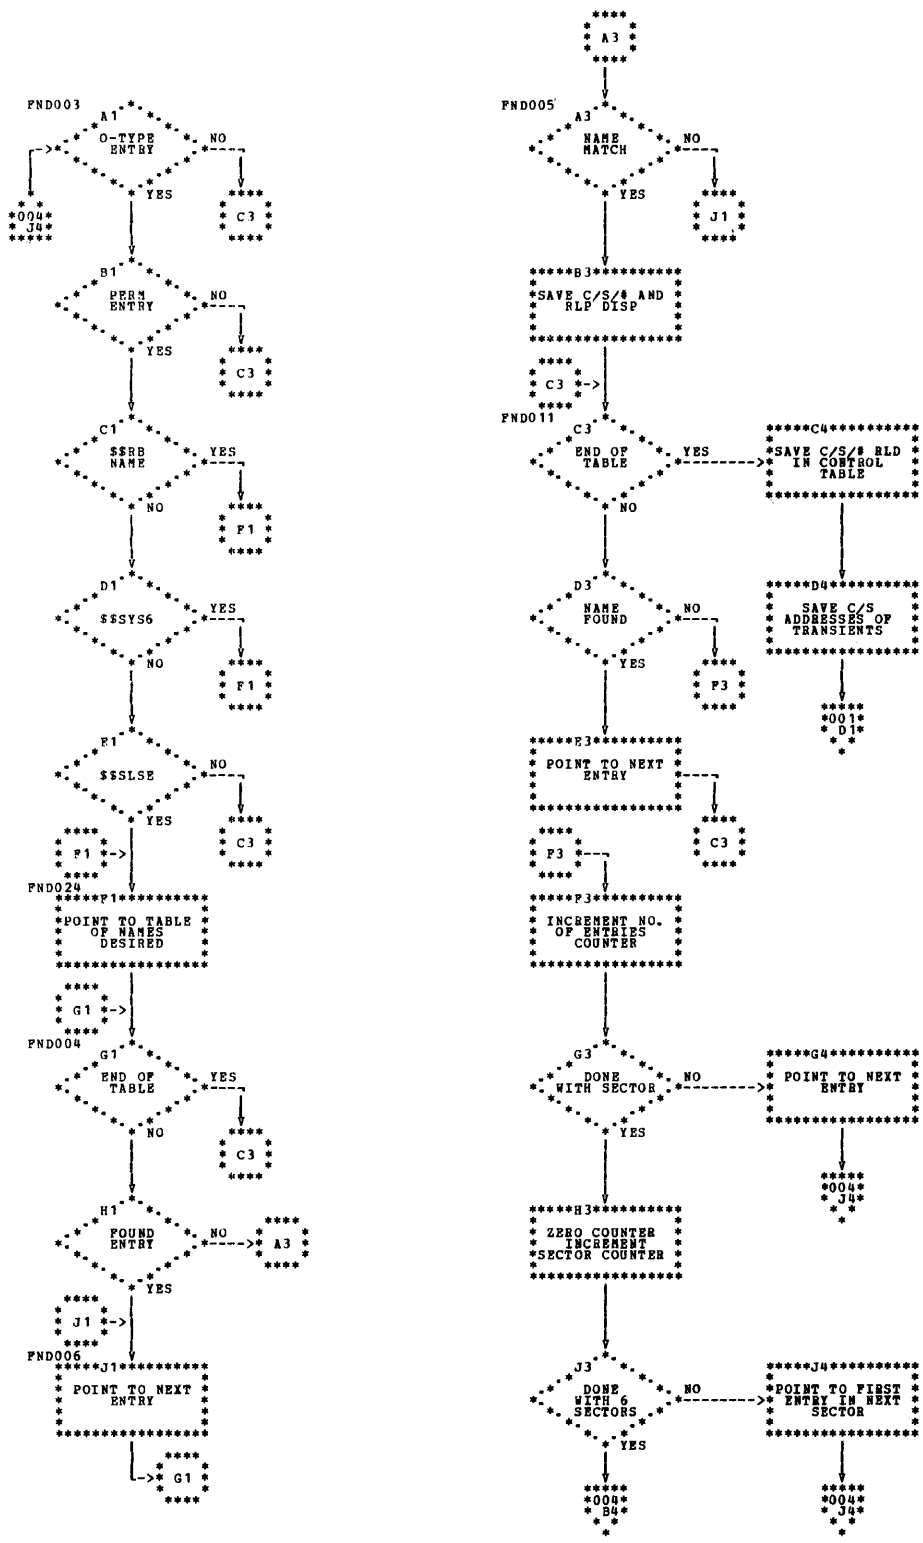 FND003
A1
O-TYPE
ENTRY
NO
YES
004
J4
C3
B1
PERM
ENTRY
NO
YES
C3
C1
$$RB
NAME
YES
NO
F1
D1
$$SYS6
YES
NO
F1
E1
$$SLSE
NO
YES
C3
F1
FND024
F1
POINT TO TABLE
OF NAMES
DESIRED
G1
FND004
G1
END OF
TABLE
YES
NO
C3
H1
FOUND
ENTRY
NO
A3
YES
J1
FND006
J1
POINT TO NEXT
ENTRY
G1
A3
FND005
A3
NAME
MATCH
NO
YES
J1
B3
SAVE C/S/# AND
RLP DISP
C3
FND011
C3
END OF
TABLE
YES
NO
C4
SAVE C/S/# RLD
IN CONTROL
TABLE
D3
NAME
FOUND
NO
YES
F3
D4
SAVE C/S
ADDRESSES OF
TRANSIENTS
001
D1
E3
POINT TO NEXT
ENTRY
C3
F3
F3
INCREMENT NO.
OF ENTRIES
COUNTER
G3
DONE
WITH SECTOR
NO
YES
G4
POINT TO NEXT
ENTRY
004
J4
H3
ZERO COUNTER
INCREMENT
SECTOR COUNTER
J3
DONE
WITH 6
SECTORS
NO
YES
J4
POINT TO FIRST
ENTRY IN NEXT
SECTOR
004
B4
004
J4